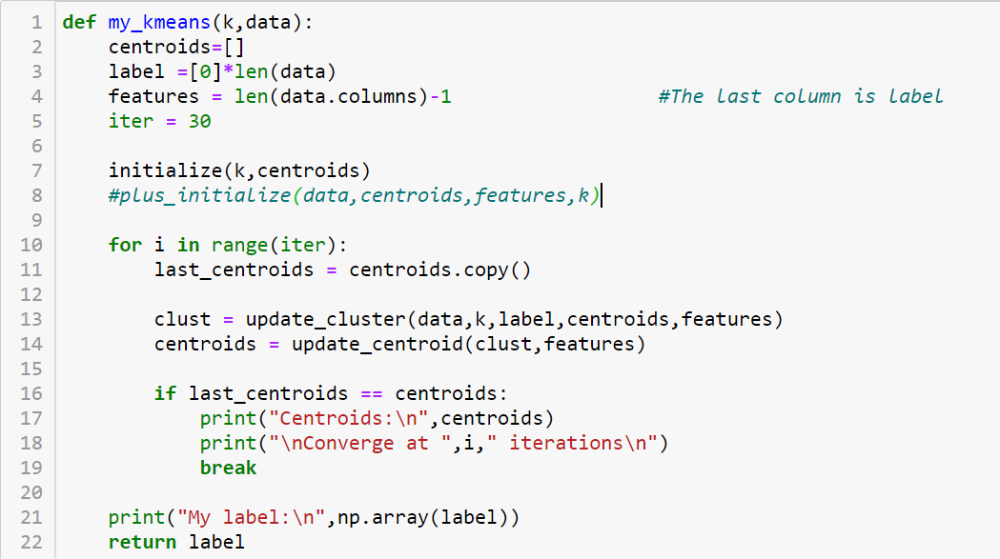 1 def my_kmeans(k,data):
2     centroids=[]
3     label =[0]*len(data)
4     features = len(data.columns)-1                  #The last column is label
5     iter = 30
6
7     initialize(k,centroids)
8     #plus_initialize(data,centroids,features,k)
9
10     for i in range(iter):
11         last_centroids = centroids.copy()
12
13         clust = update_cluster(data,k,label,centroids,features)
14         centroids = update_centroid(clust,features)
15
16         if last_centroids == centroids:
17             print("Centroids:\n",centroids)
18             print("\nConverge at ",i," iterations\n")
19             break
20
21     print("My label:\n",np.array(label))
22     return label